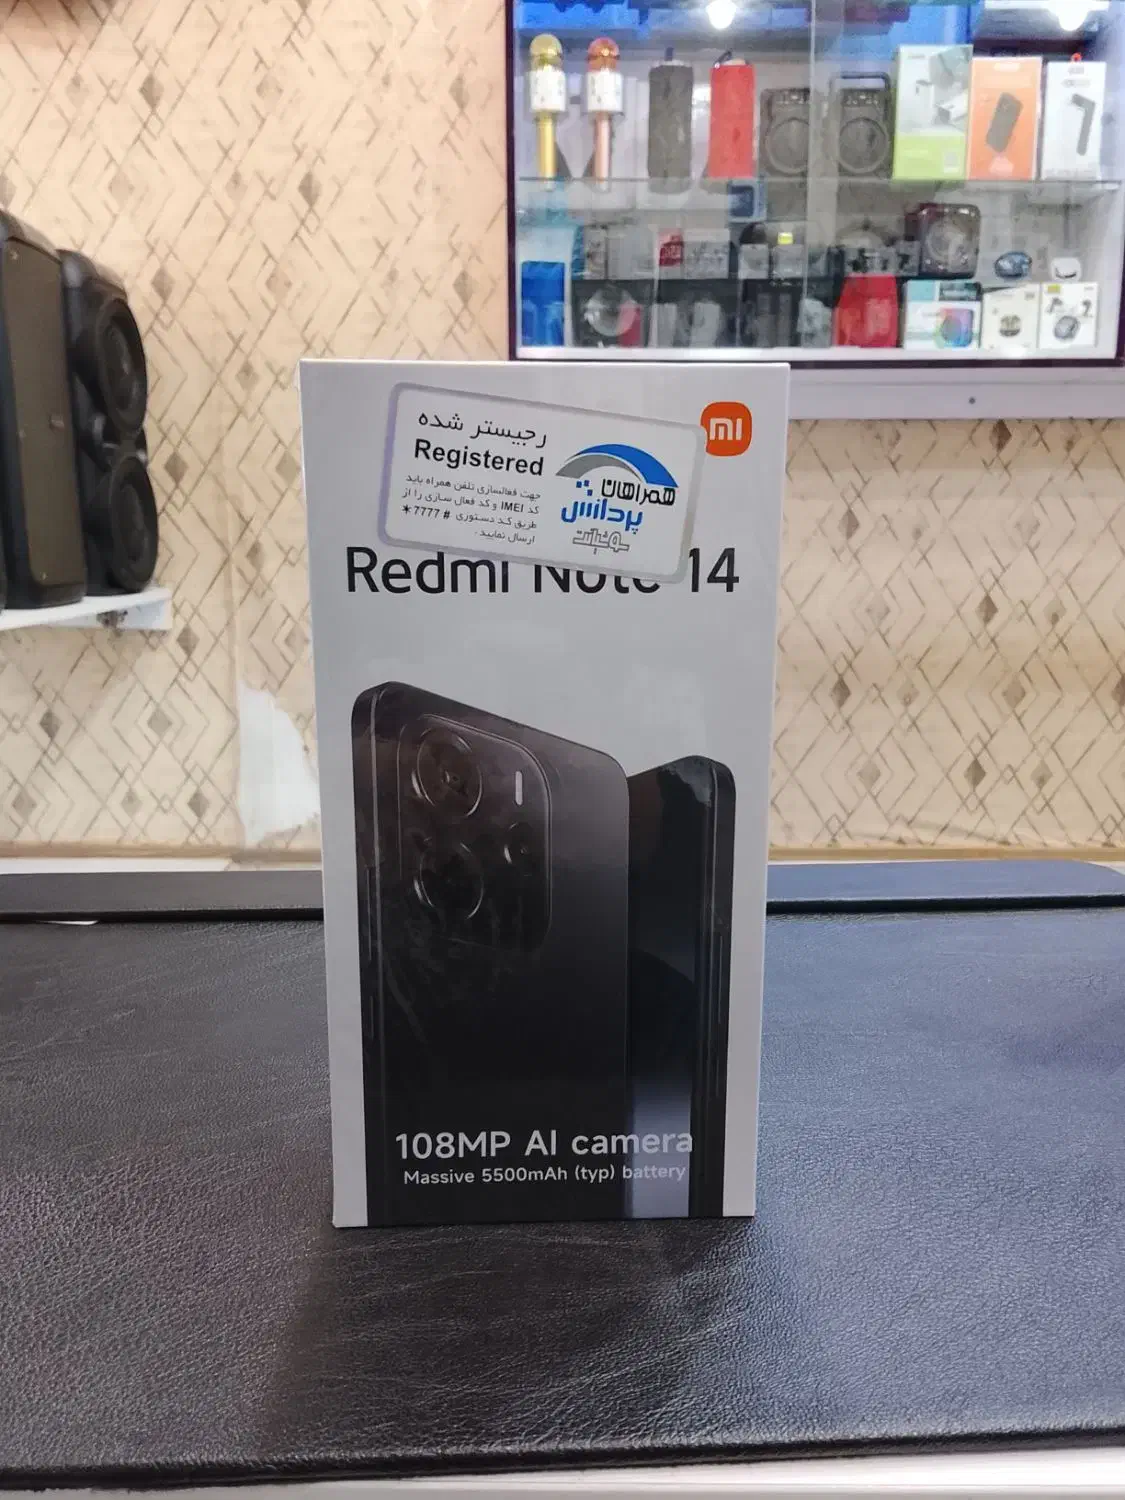 رجیستر شده
Registered
جهت فعالسازی تلفن همراه باید
کد IMEI و کد فعال سازی را از
طریق کد دستوری # 7777*
ارسال نمایید.
همراهان
پردازش
mi
Redmi Note 14
108MP AI camera
Massive 5500mAh (typ) battery